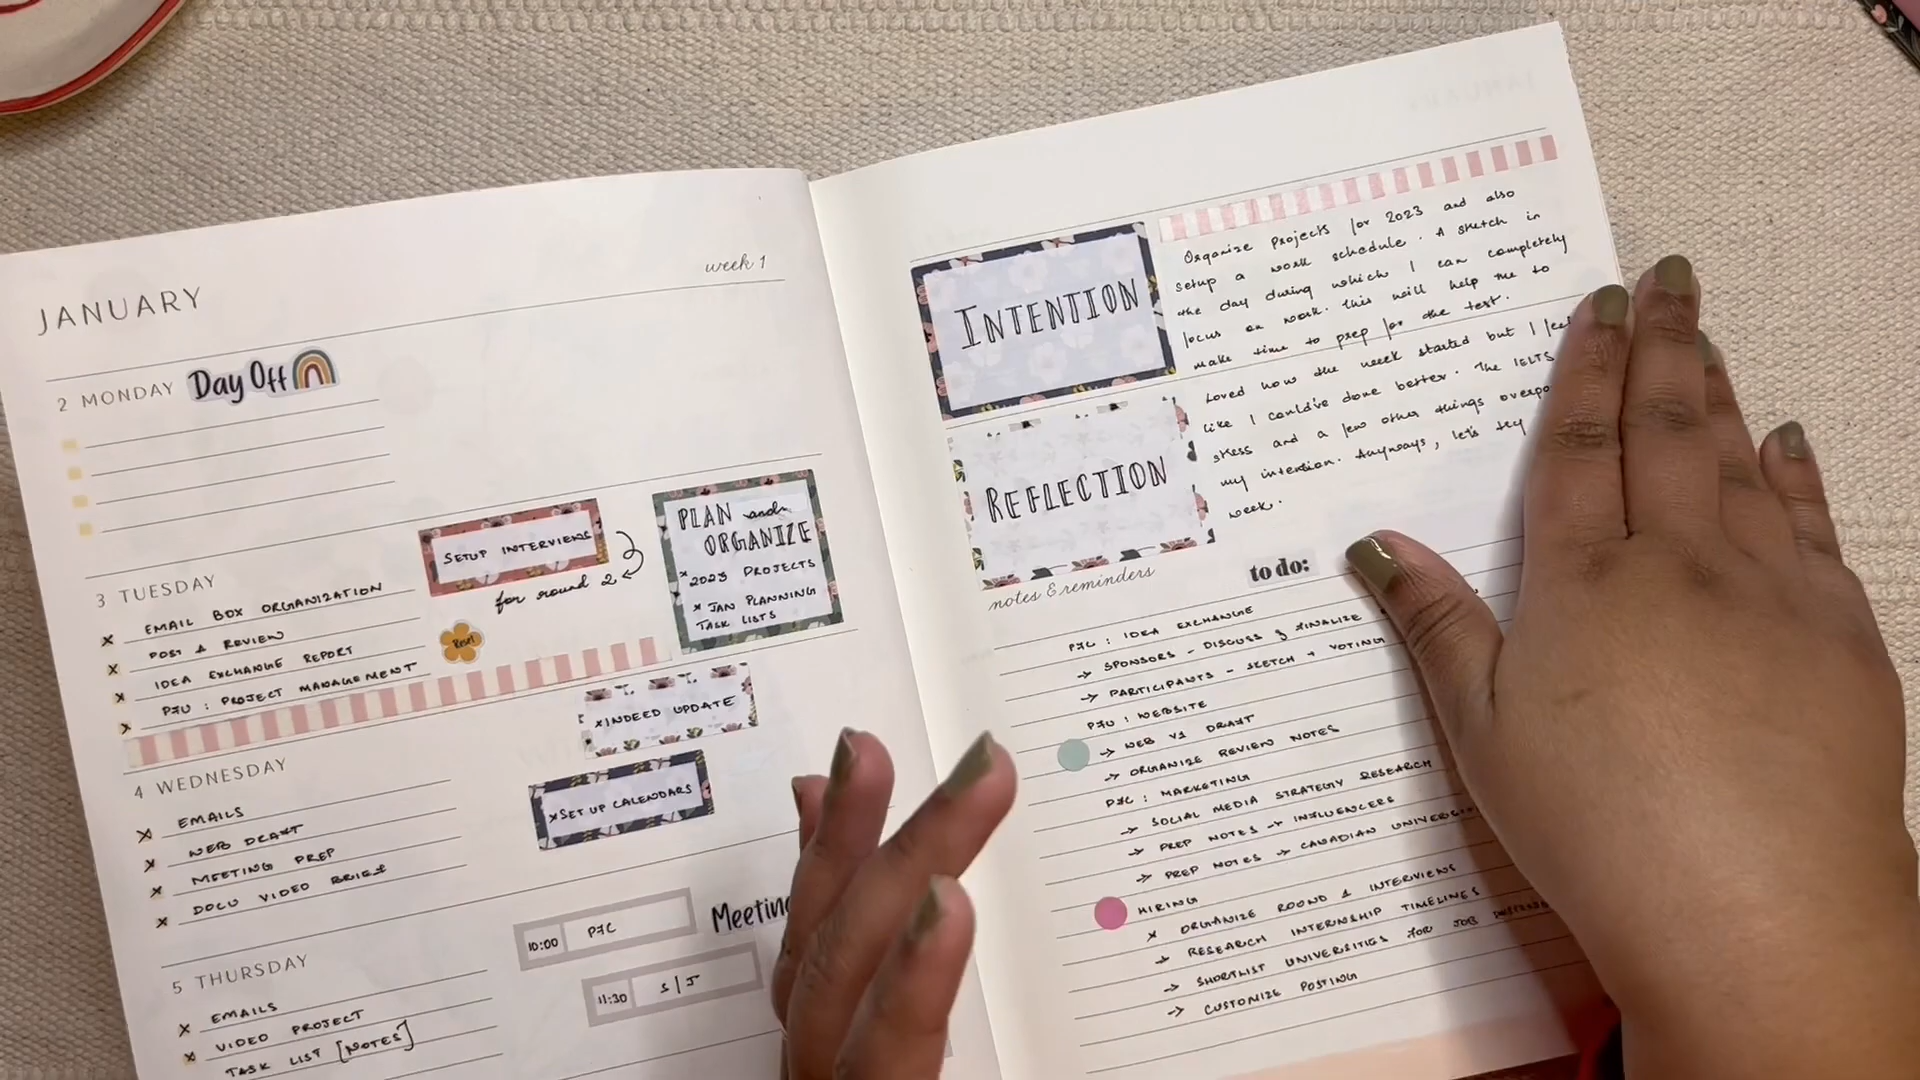 JANUARY
week 1
2 MONDAY Day Off
3 TUESDAY
× EMAIL BOX ORGANIZATION
× POST A REVIEW
× IDEA EXCHANGE REPORT
× P7U : PROJECT MANAGEMENT
SETUP INTERVIEWS
for round 2
Reset
PLAN and
ORGANIZE
× 2023 PROJECTS
× JAN PLANNING
TASK LISTS
4 WEDNESDAY
× EMAILS
× WEB DRAFT
× MEETING PREP
× DOCU VIDEO BRIEF
×INDEED UPDATE
×SET UP CALENDARS
5 THURSDAY
× EMAILS
× VIDEO PROJECT
TASK LIST [NOTES]
10:00 P7C
Meeting
11:30 S|J
INTENTION
Organize projects for 2023 and also
setup a work schedule. A sketch in
the day during which I can completely
focus on work. This will help me to
make time to prep for the test.
REFLECTION
Loved how the week started but I feel
like I could've done better. The IELTS
stress and a few other things
my intention. Anyways, let's try
week.
notes & reminders
to do:
P7C : IDEA EXCHANGE
→ SPONSORS - DISCUSS & FINALIZE
→ PARTICIPANTS - SKETCH + VOTING
P7U : WEBSITE
→ WEB V1 DRAFT
→ ORGANIZE REVIEW NOTES
P7C : MARKETING
→ SOCIAL MEDIA STRATEGY RESEARCH
→ PREP NOTES → INFLUENCERS
→ PREP NOTES → CANADIAN
HIRING
× ORGANIZE ROUND 1 INTERVIEWS
→ RESEARCH INTERNSHIP TIMELINES
→ SHORTLIST UNIVERSITIES FOR JOB
→ CUSTOMIZE POSTING